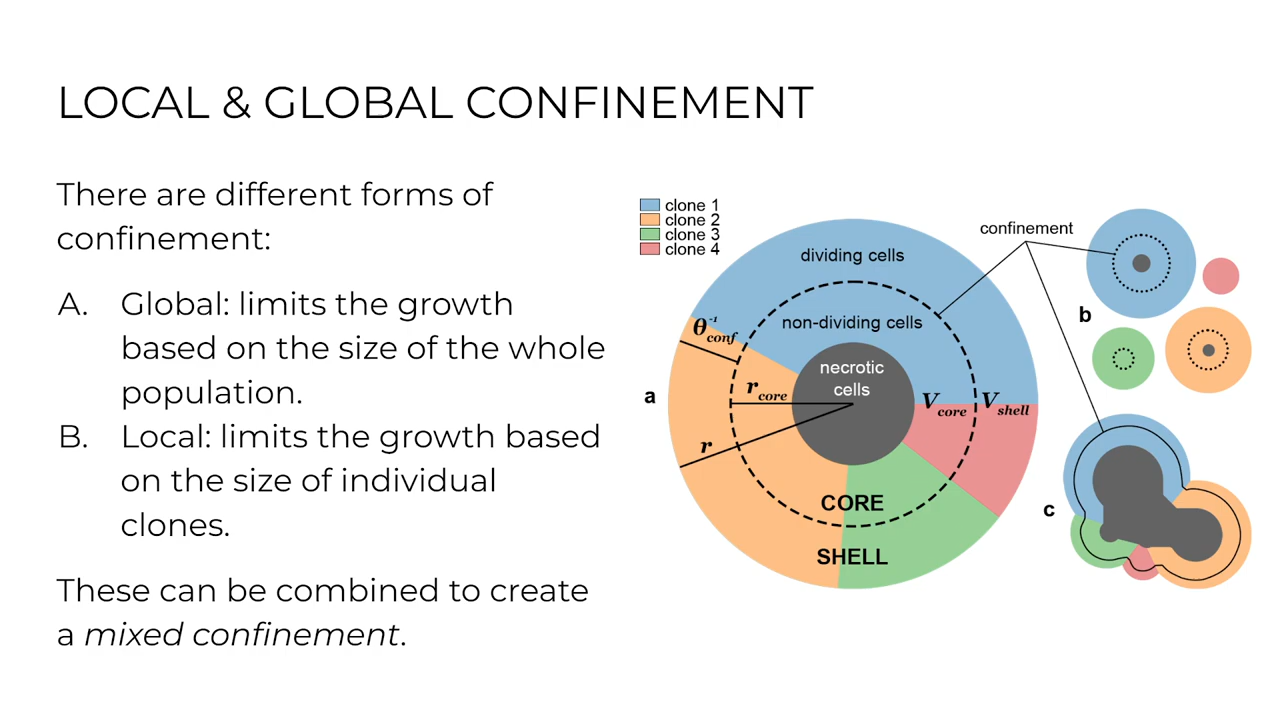 LOCAL & GLOBAL CONFINEMENT
There are different forms of
confinement:
A. Global: limits the growth
based on the size of the whole
population.
B. Local: limits the growth based
on the size of individual
clones.
These can be combined to create
a mixed confinement.
clone 1
clone 2
clone 3
clone 4
dividing cells
non-dividing cells
necrotic
cells
θ⁻¹conf
r core
r
V core
V shell
CORE
SHELL
confinement
a
b
c